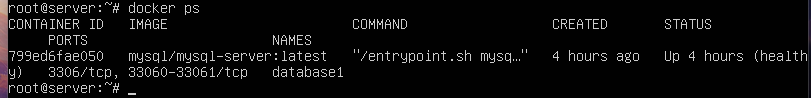 root@server:~# docker ps
CONTAINER ID   IMAGE                       COMMAND                  CREATED       STATUS
     PORTS                       NAMES
799ed6fae050   mysql/mysql-server:latest   "/entrypoint.sh mysq…"   4 hours ago   Up 4 hours (health
y)   3306/tcp, 33060-33061/tcp   database1
root@server:~# _